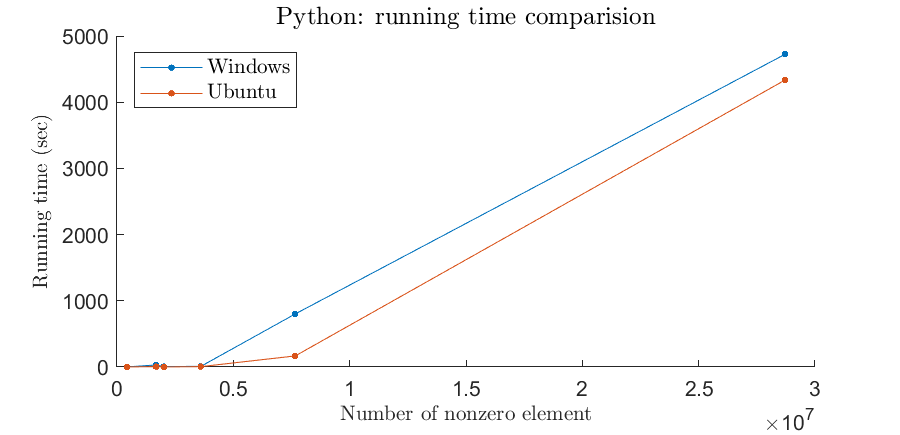 Python: running time comparision
Windows
Ubuntu
Running time (sec)
5000
4000
3000
2000
1000
0
0 0.5 1 1.5 2 2.5 3
Number of nonzero element
×10^7